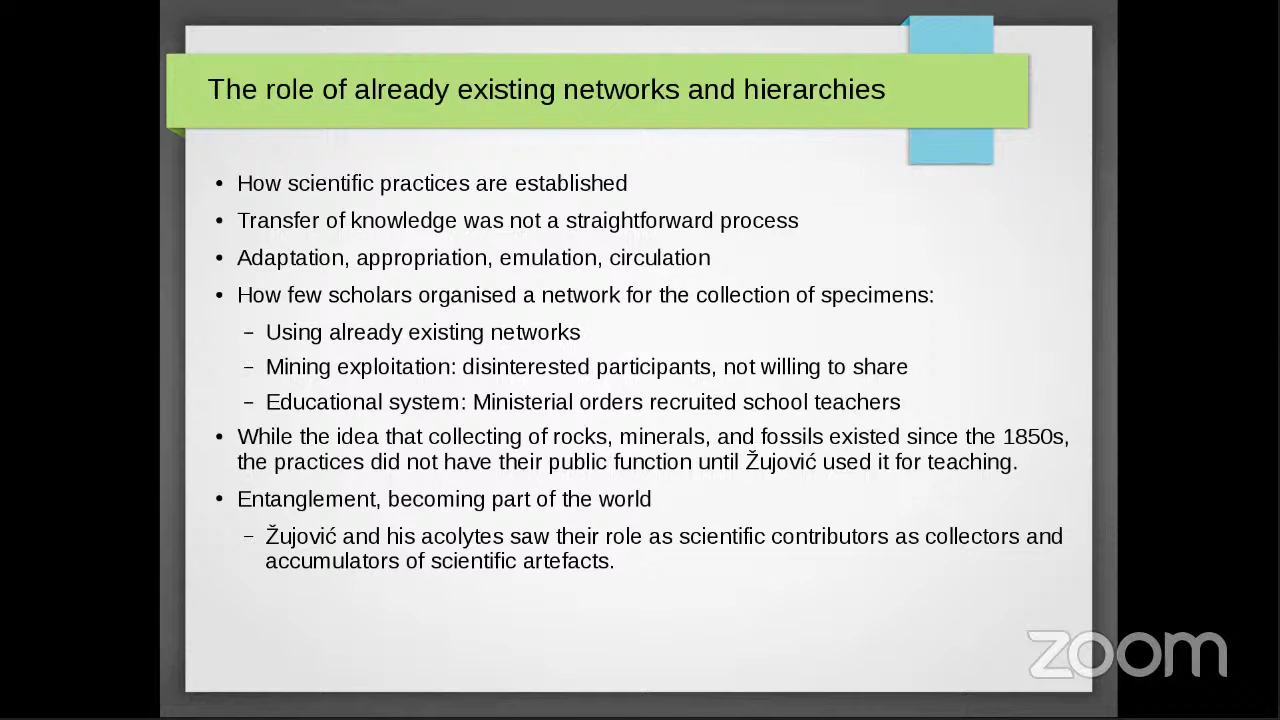 The role of already existing networks and hierarchies
• How scientific practices are established
• Transfer of knowledge was not a straightforward process
• Adaptation, appropriation, emulation, circulation
• How few scholars organised a network for the collection of specimens:
– Using already existing networks
– Mining exploitation: disinterested participants, not willing to share
– Educational system: Ministerial orders recruited school teachers
• While the idea that collecting of rocks, minerals, and fossils existed since the 1850s,
the practices did not have their public function until Žujović used it for teaching.
• Entanglement, becoming part of the world
– Žujović and his acolytes saw their role as scientific contributors as collectors and
accumulators of scientific artefacts.
zoom